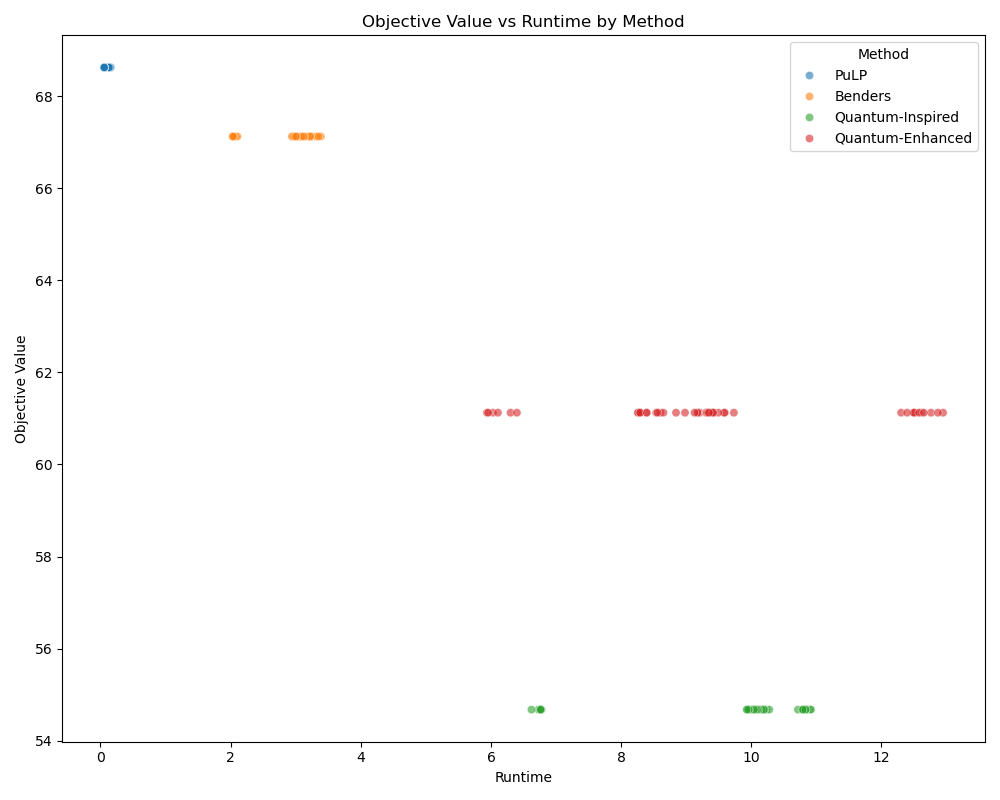 Objective Value vs Runtime by Method
Method
PuLP
Benders
Quantum-Inspired
Quantum-Enhanced
Objective Value
68
66
64
62
60
58
56
54
0 2 4 6 8 10 12
Runtime